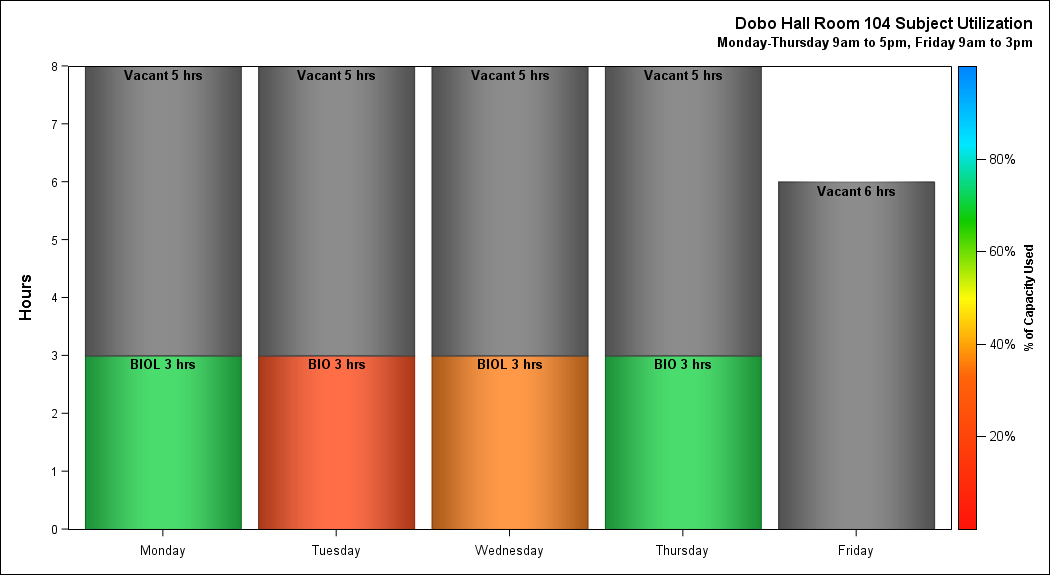 Dobo Hall Room 104 Subject Utilization
Monday-Thursday 9am to 5pm, Friday 9am to 3pm
8
7
6
5
4
3
2
1
0
Hours
Vacant 5 hrs
Vacant 5 hrs
Vacant 5 hrs
Vacant 5 hrs
Vacant 6 hrs
BIOL 3 hrs
BIO 3 hrs
BIOL 3 hrs
BIO 3 hrs
Monday
Tuesday
Wednesday
Thursday
Friday
80%
60%
40%
20%
% of Capacity Used